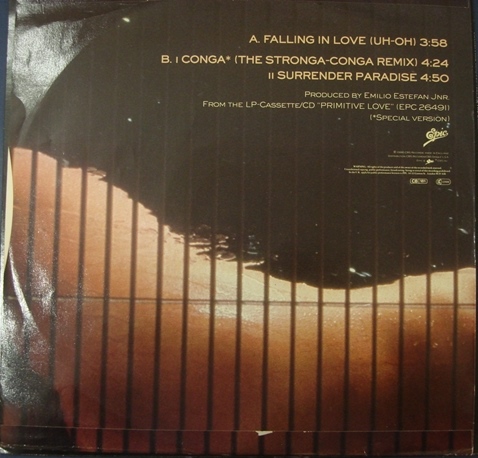 A. FALLING IN LOVE (UH-OH) 3:58
B. I CONGA* (THE STRONGA-CONGA REMIX) 4:24
II SURRENDER PARADISE 4:50
PRODUCED BY EMILIO ESTEFAN JNR.
FROM THE LP-CASSETTE/CD "PRIMITIVE LOVE" (EPC 26491)
(*SPECIAL VERSION)
Epic